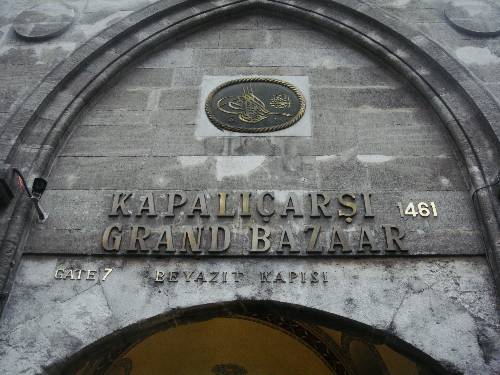 KAPALIÇARŞI 1461
GRAND BAZAAR
GATE 7 BEYAZIT KAPISI